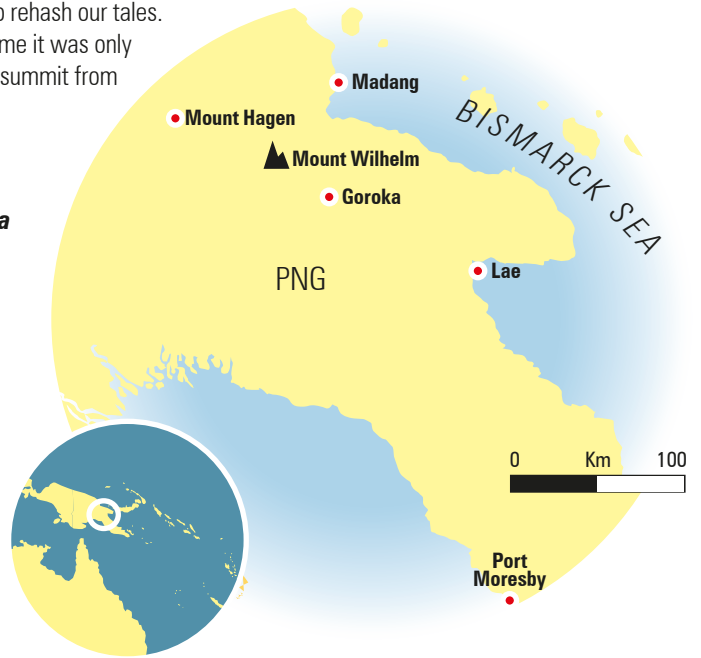 o rehash our tales.
me it was only
summit from
a
Madang
Mount Hagen
BISMARCK SEA
Mount Wilhelm
Goroka
Lae
PNG
0 Km 100
Port
Moresby